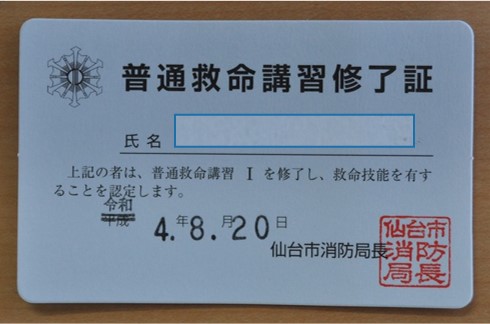 普通救命講習修了証
氏名
上記の者は、普通救命講習 Ⅰ を修了し、救命技能を有す
ることを認定します。
令和
平成 4.年8.月20日
仙台市消防局長
仙台市
消防
局長